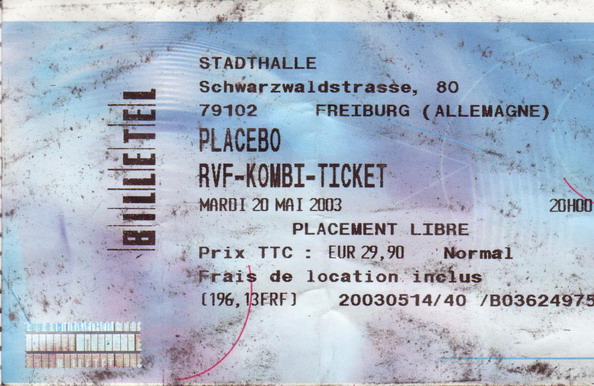 STADTHALLE
Schwarzwaldstrasse, 80
79102 FREIBURG (ALLEMAGNE)
PLACEBO
RVF-KOMBI-TICKET
MARDI 20 MAI 2003 20H00
PLACEMENT LIBRE
Prix TTC : EUR 29,90 Normal
Frais de location inclus
(196,13FRF) 20030514/40 /B03624975
BILLETEL